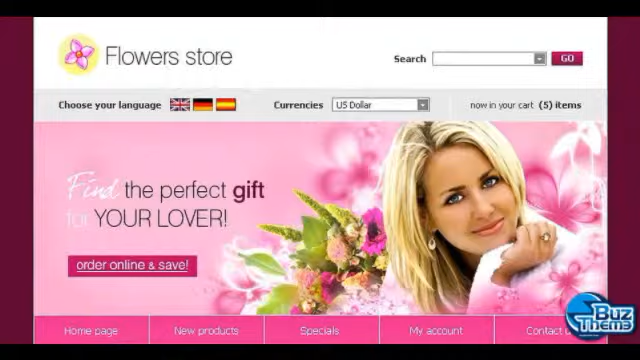 Flowers store
Search
GO
Choose your language
Currencies
US Dollar
now in your cart (5) items
Find the perfect gift
for YOUR LOVER!
order online & save!
Home page
New products
Specials
My account
Contact u
Buz
Them3